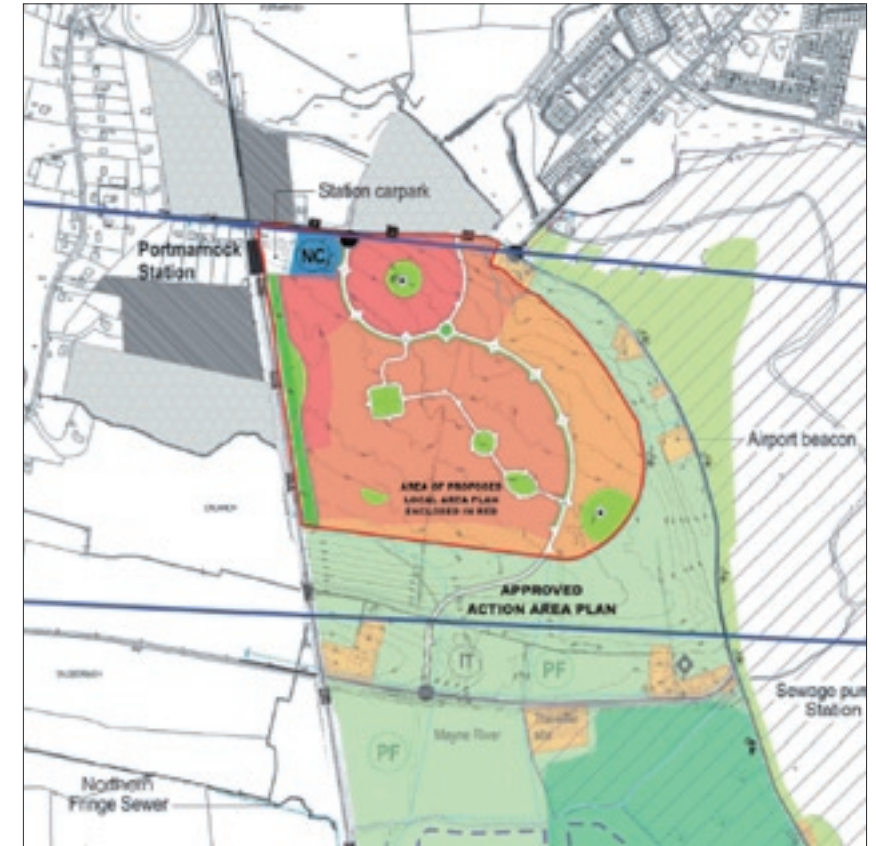 Station carpark
Portmarnock
Station
NC
Airport beacon
AREA OF PROPOSED
LOCAL AREA PLAN
ENCLOSED IN RED
APPROVED
ACTION AREA PLAN
IT
PF
Sewage pum
Station
Mayne River
PF
Northern
Fringe Sewer